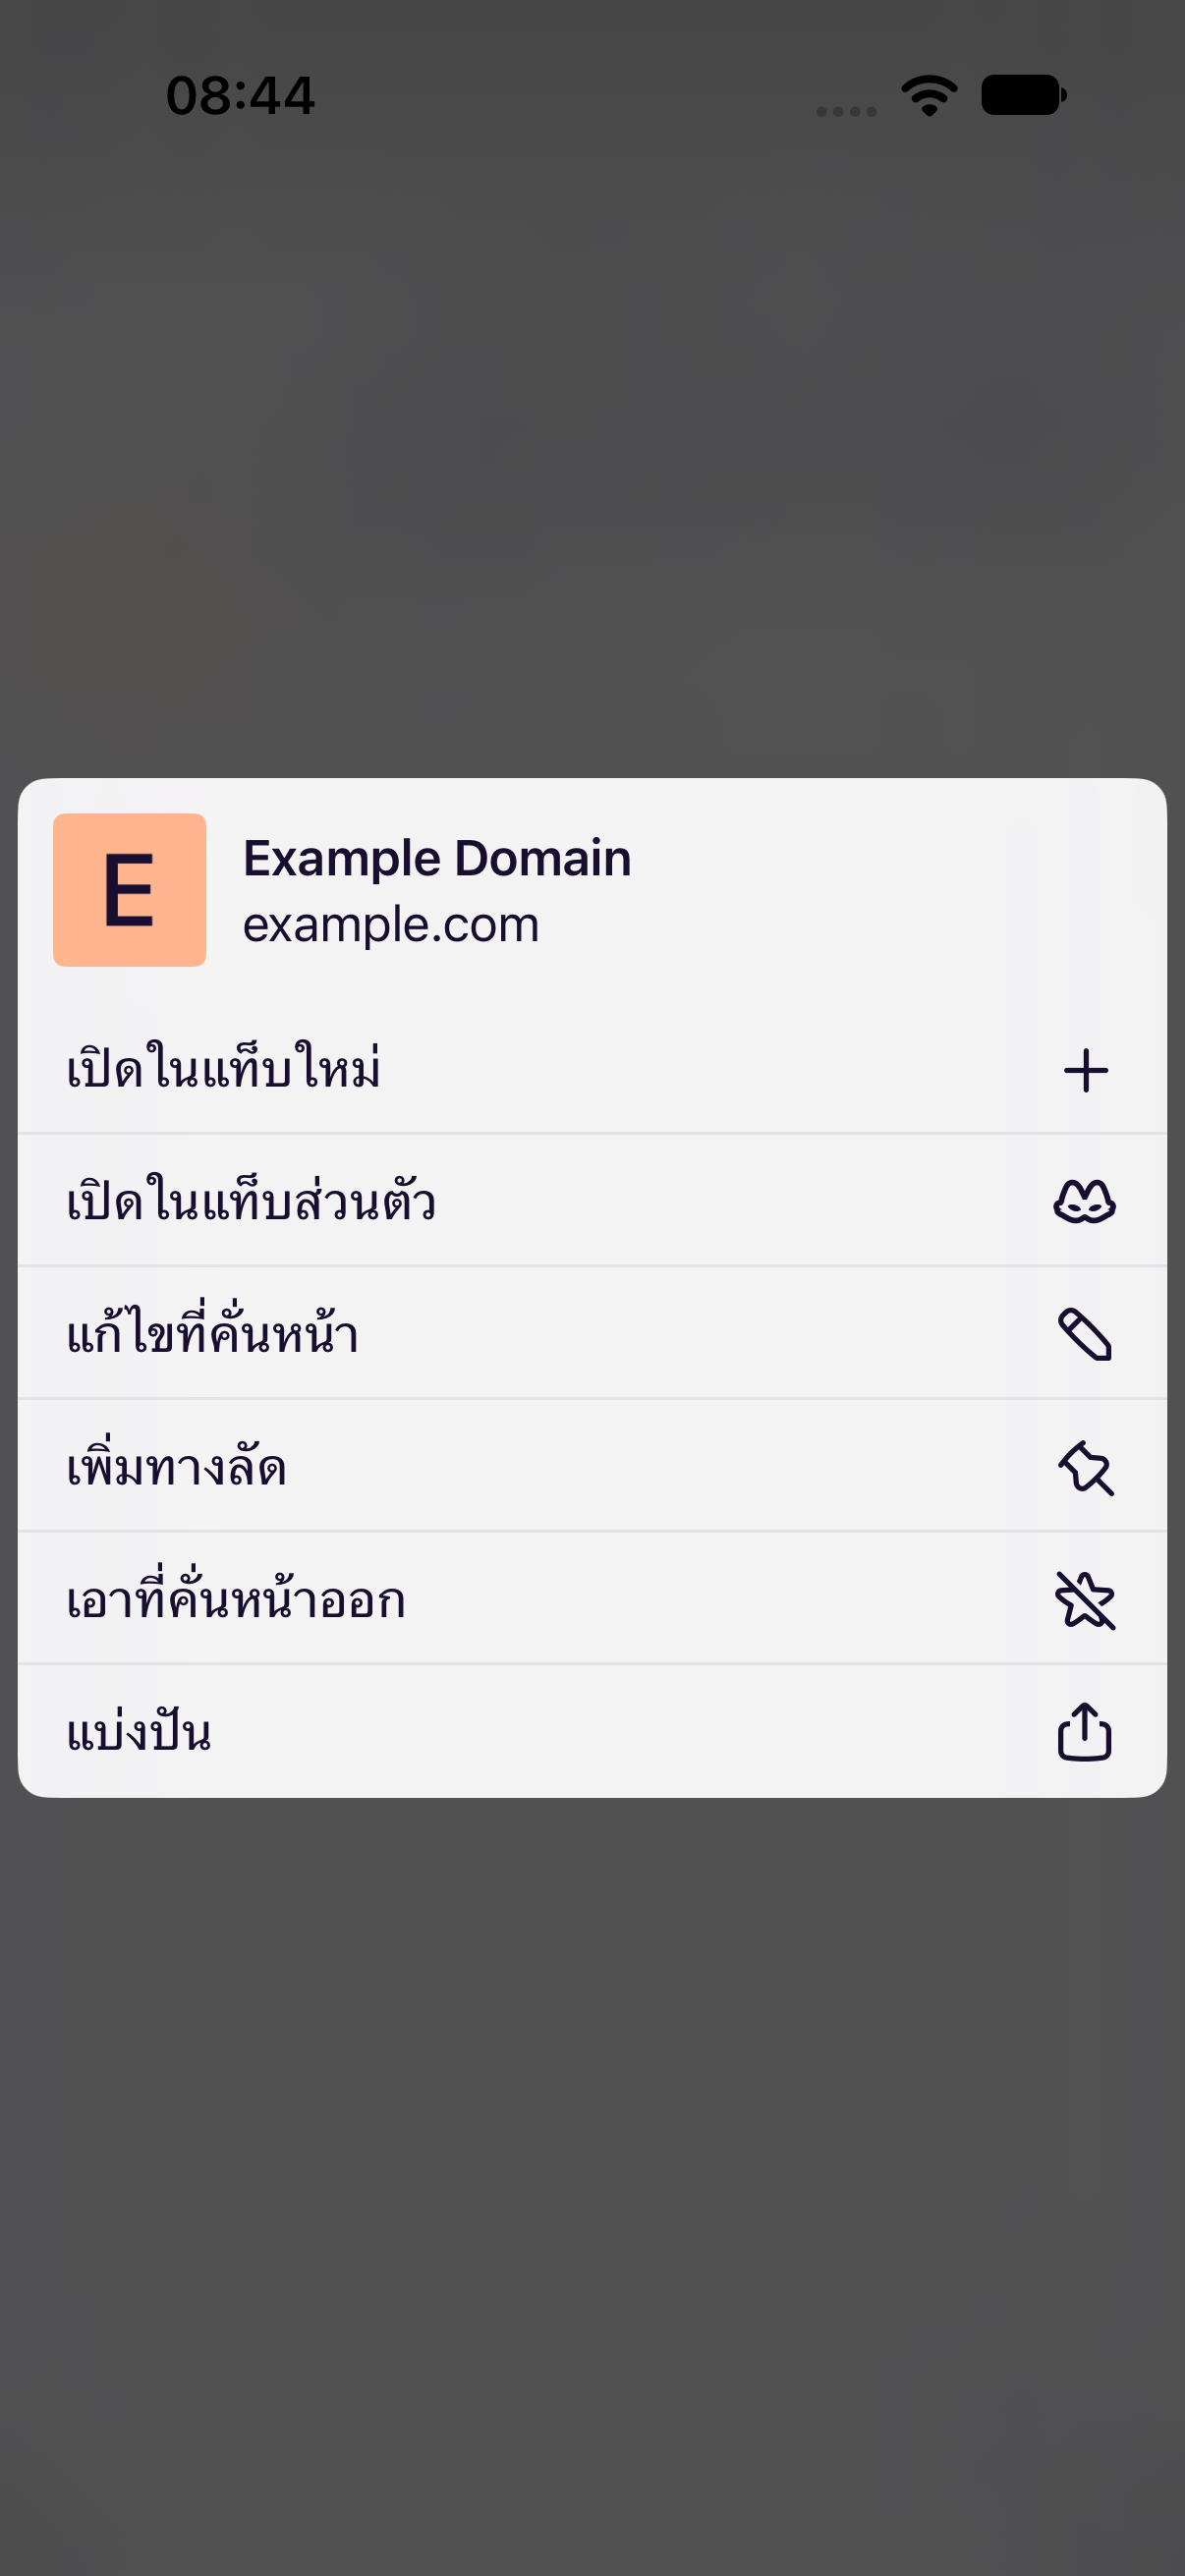 08:44
E
Example Domain
example.com
เปิดในแท็บใหม่
เปิดในแท็บส่วนตัว
แก้ไขที่คั่นหน้า
เพิ่มทางลัด
เอาที่คั่นหน้าออก
แบ่งปัน